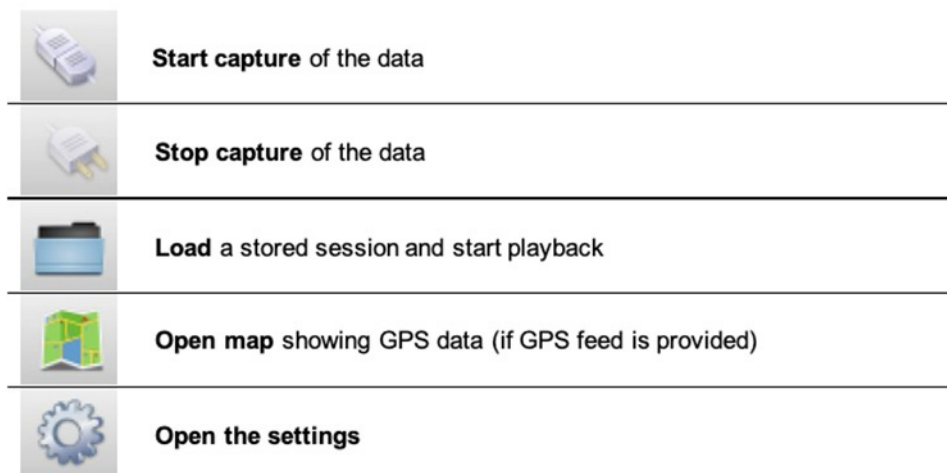 Start capture of the data
Stop capture of the data
Load a stored session and start playback
Open map showing GPS data (if GPS feed is provided)
Open the settings